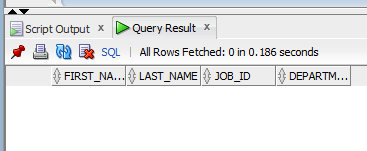 Script Output x Query Result x
SQL | All Rows Fetched: 0 in 0.186 seconds
FIRST_NA... LAST_NAME JOB_ID DEPARTM...